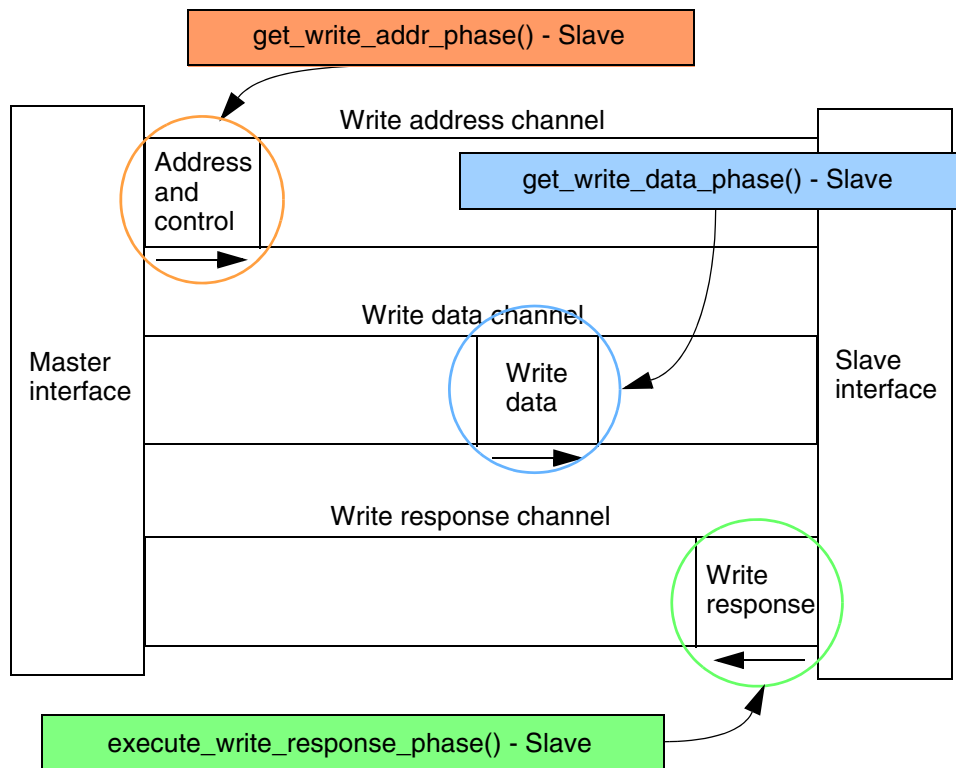 get_write_addr_phase() - Slave
Write address channel
Address
and
control
get_write_data_phase() - Slave
Write data channel
Master
interface
Write
data
Slave
interface
Write response channel
Write
response
execute_write_response_phase() - Slave